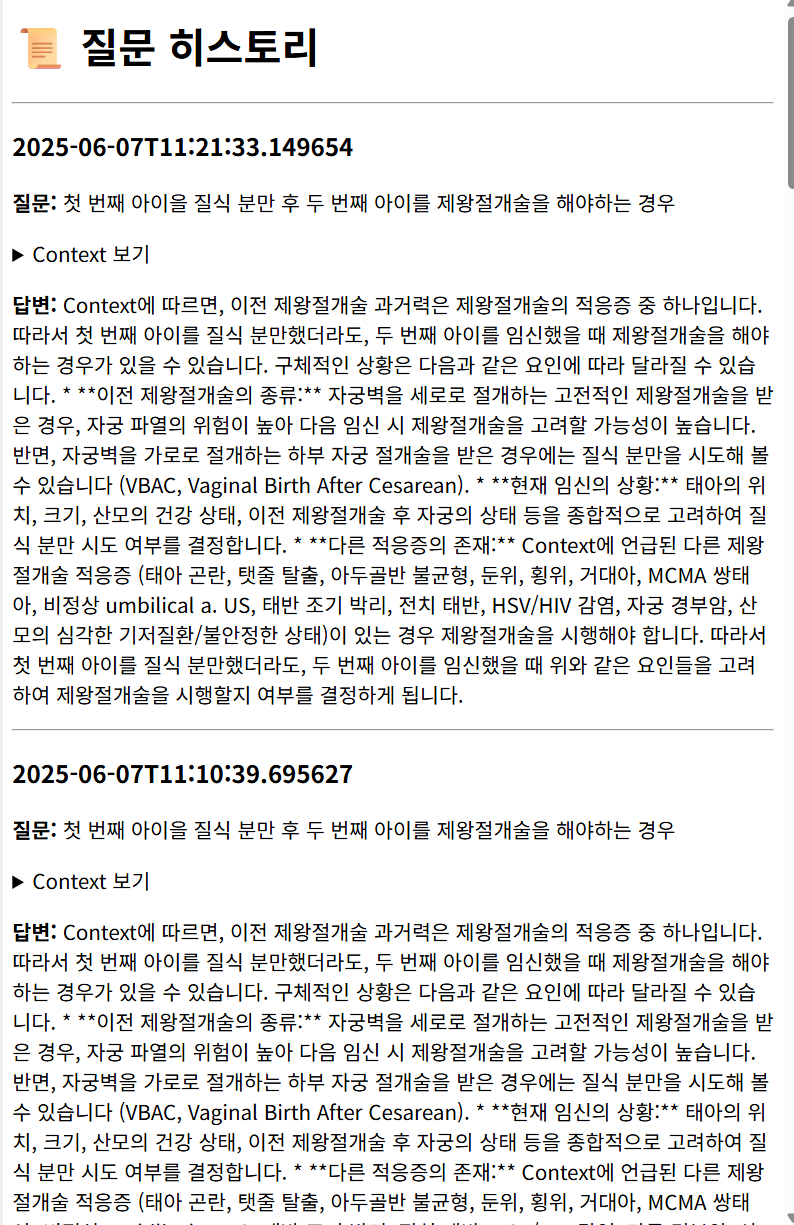 📜 질문 히스토리
2025-06-07T11:21:33.149654
질문: 첫 번째 아이을 질식 분만 후 두 번째 아이를 제왕절개술을 해야하는 경우
▶ Context 보기
답변: Context에 따르면, 이전 제왕절개술 과거력은 제왕절개술의 적응증 중 하나입니다.
따라서 첫 번째 아이를 질식 분만했더라도, 두 번째 아이를 임신했을 때 제왕절개술을 해야
하는 경우가 있을 수 있습니다. 구체적인 상황은 다음과 같은 요인에 따라 달라질 수 있습
니다. * **이전 제왕절개술의 종류:** 자궁벽을 세로로 절개하는 고전적인 제왕절개술을 받
은 경우, 자궁 파열의 위험이 높아 다음 임신 시 제왕절개술을 고려할 가능성이 높습니다.
반면, 자궁벽을 가로로 절개하는 하부 자궁 절개술을 받은 경우에는 질식 분만을 시도해 볼
수 있습니다 (VBAC, Vaginal Birth After Cesarean). * **현재 임신의 상황:** 태아의 위
치, 크기, 산모의 건강 상태, 이전 제왕절개술 후 자궁의 상태 등을 종합적으로 고려하여 질
식 분만 시도 여부를 결정합니다. * **다른 적응증의 존재:** Context에 언급된 다른 제왕
절개술 적응증 (태아 곤란, 탯줄 탈출, 아두골반 불균형, 둔위, 횡위, 거대아, MCMA 쌍태
아, 비정상 umbilical a. US, 태반 조기 박리, 전치 태반, HSV/HIV 감염, 자궁 경부암, 산
모의 심각한 기저질환/불안정한 상태)이 있는 경우 제왕절개술을 시행해야 합니다. 따라서
첫 번째 아이를 질식 분만했더라도, 두 번째 아이를 임신했을 때 위와 같은 요인들을 고려
하여 제왕절개술을 시행할지 여부를 결정하게 됩니다.
2025-06-07T11:10:39.695627
질문: 첫 번째 아이을 질식 분만 후 두 번째 아이를 제왕절개술을 해야하는 경우
▶ Context 보기
답변: Context에 따르면, 이전 제왕절개술 과거력은 제왕절개술의 적응증 중 하나입니다.
따라서 첫 번째 아이를 질식 분만했더라도, 두 번째 아이를 임신했을 때 제왕절개술을 해야
하는 경우가 있을 수 있습니다. 구체적인 상황은 다음과 같은 요인에 따라 달라질 수 있습
니다. * **이전 제왕절개술의 종류:** 자궁벽을 세로로 절개하는 고전적인 제왕절개술을 받
은 경우, 자궁 파열의 위험이 높아 다음 임신 시 제왕절개술을 고려할 가능성이 높습니다.
반면, 자궁벽을 가로로 절개하는 하부 자궁 절개술을 받은 경우에는 질식 분만을 시도해 볼
수 있습니다 (VBAC, Vaginal Birth After Cesarean). * **현재 임신의 상황:** 태아의 위
치, 크기, 산모의 건강 상태, 이전 제왕절개술 후 자궁의 상태 등을 종합적으로 고려하여 질
식 분만 시도 여부를 결정합니다. * **다른 적응증의 존재:** Context에 언급된 다른 제왕
절개술 적응증 (태아 곤란, 탯줄 탈출, 아두골반 불균형, 둔위, 횡위, 거대아, MCMA 쌍태